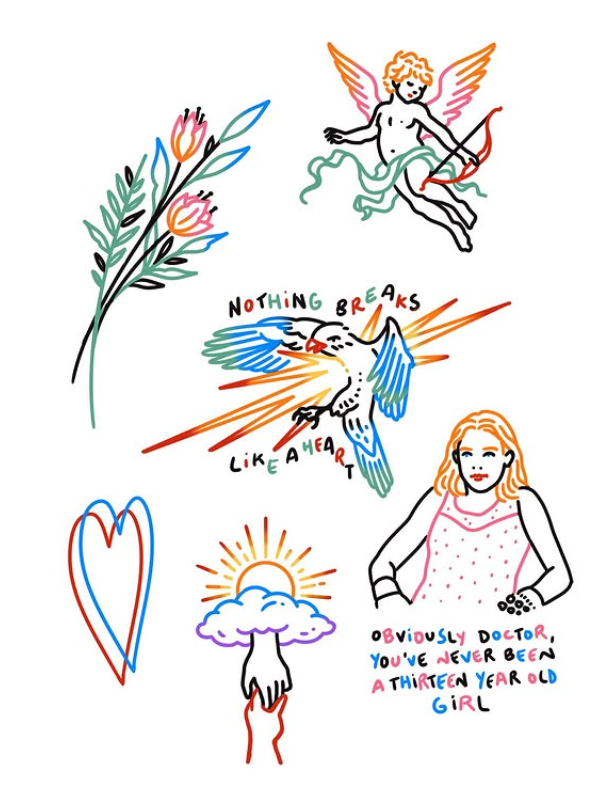 NOTHING BREAKS
LIKE A HEART
OBVIOUSLY DOCTOR,
YOU'VE NEVER BEEN
A THIRTEEN YEAR OLD
GIRL